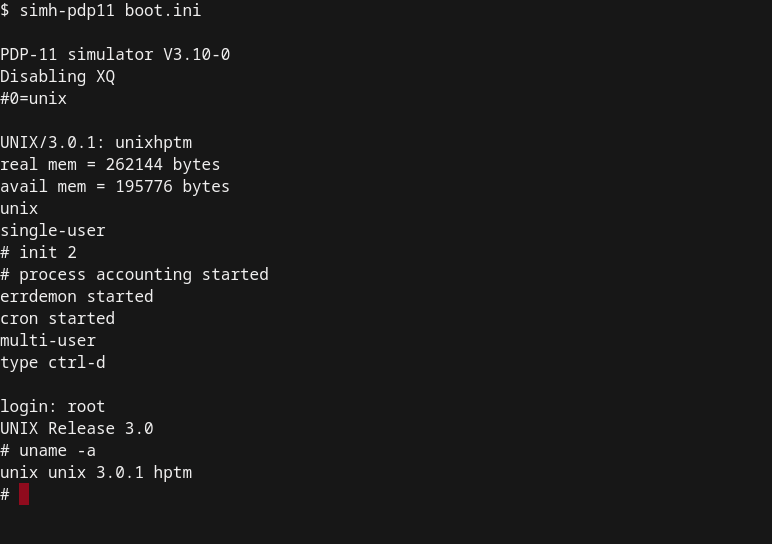 $ simh-pdp11 boot.ini
PDP-11 simulator V3.10-0
Disabling XQ
#0=unix
UNIX/3.0.1: unixhptm
real mem = 262144 bytes
avail mem = 195776 bytes
unix
single-user
# init 2
# process accounting started
errdemon started
cron started
multi-user
type ctrl-d
login: root
UNIX Release 3.0
# uname -a
unix unix 3.0.1 hptm
#